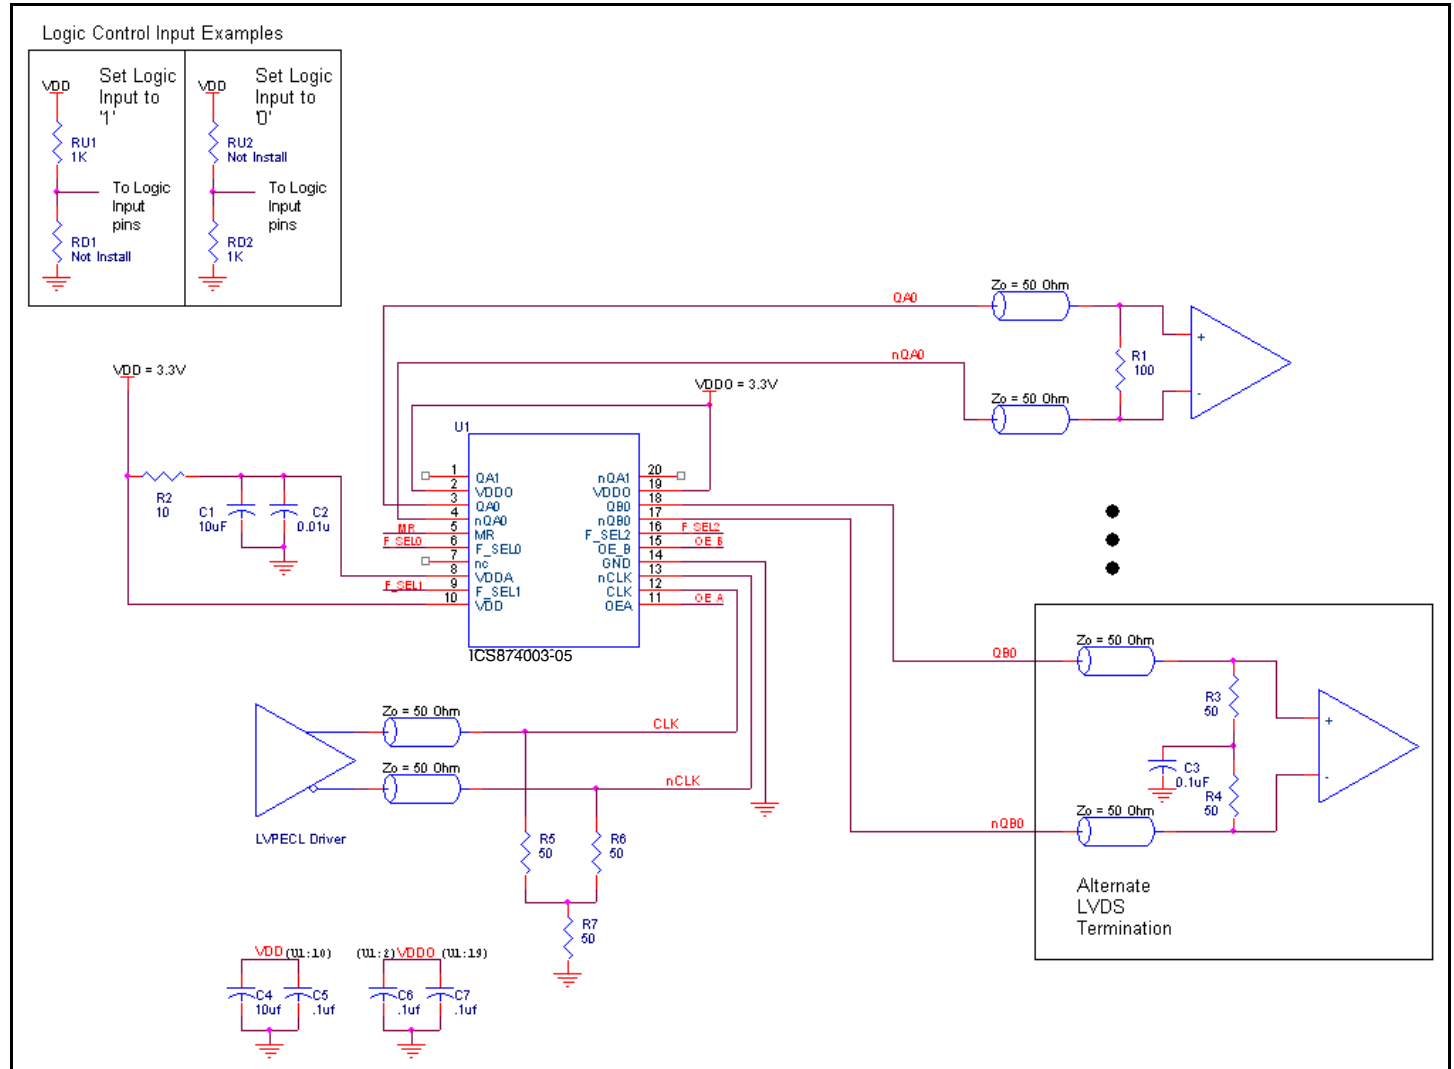 Logic Control Input Examples
VDD
Set Logic
Input to
'1'
RU1
1K
To Logic
Input
pins
RD1
Not Install
VDD
Set Logic
Input to
'0'
RU2
Not Install
To Logic
Input
pins
RD2
1K
QA0
Zo = 50 Ohm
nQA0
Zo = 50 Ohm
R1
100
+
-
VDD = 3.3V
VDDO = 3.3V
R2
10
C1
10uF
C2
0.01u
U1
1 QA1
2 VDDO
3 QA0
4 nQA0
MR 5 MR
F_SEL0 6 F_SEL0
7 nc
8 VDDA
F_SEL1 9 F_SEL1
10 VDD
nQA1 20
VDDO 19
QB0 18
nQB0 17
F_SEL2 16 F_SEL2
OE_B 15 OE_B
GND 14
nCLK 13
CLK 12
OEA 11 OE_A
ICS874003-05
Zo = 50 Ohm
CLK
Zo = 50 Ohm
nCLK
LVPECL Driver
R5
50
R6
50
R7
50
QB0
Zo = 50 Ohm
R3
50
C3
0.1uF
R4
50
nQB0
Zo = 50 Ohm
+
-
Alternate
LVDS
Termination
VDD (U1:10)
C4
10uf
C5
.1uf
(U1:2) VDDO (U1:19)
C6
.1uf
C7
.1uf